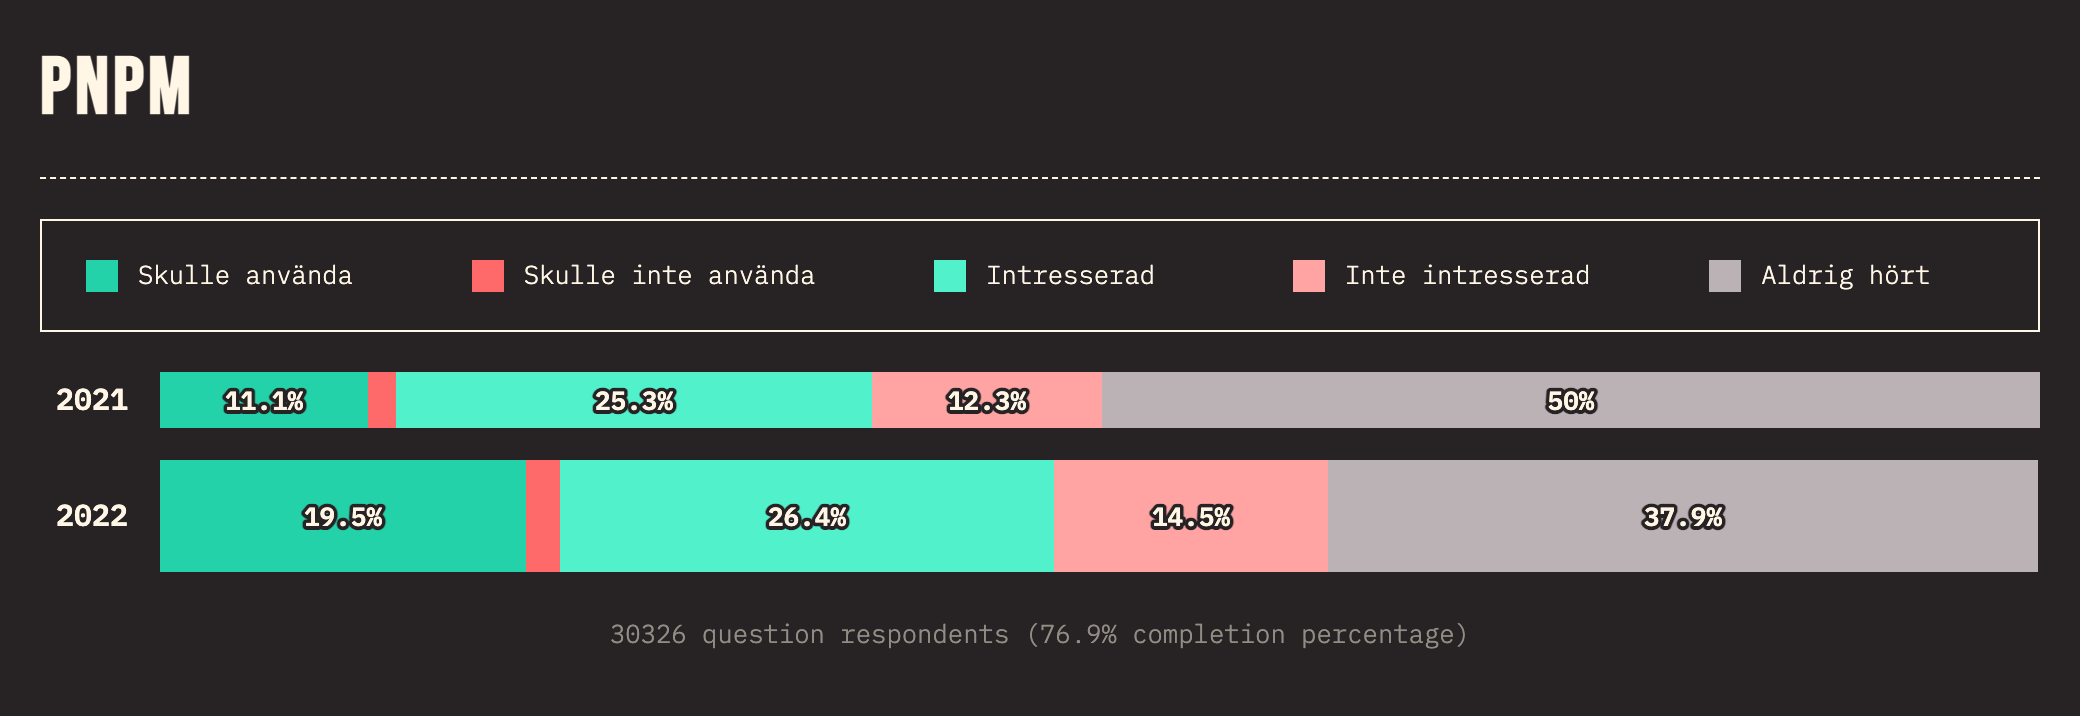 PNPM
Skulle använda Skulle inte använda Intresserad Inte intresserad Aldrig hört
2021 11.1% 25.3% 12.3% 50%
2022 19.5% 26.4% 14.5% 37.9%
30326 question respondents (76.9% completion percentage)